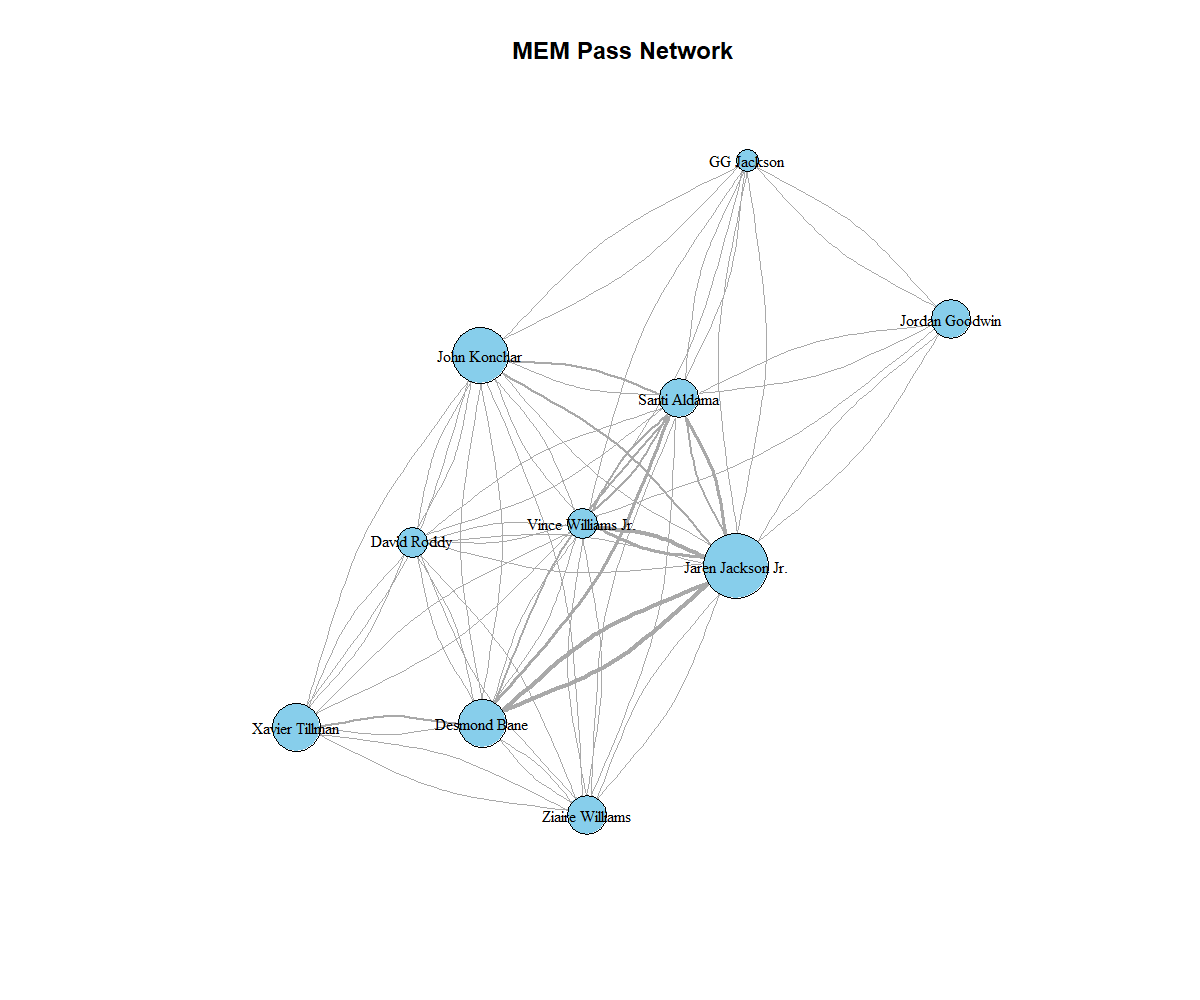 MEM Pass Network
GG Jackson
Jordan Goodwin
John Konchar
Santi Aldama
Vince Williams Jr.
David Roddy
Jaren Jackson Jr.
Xavier Tillman
Desmond Bane
Ziaire Williams